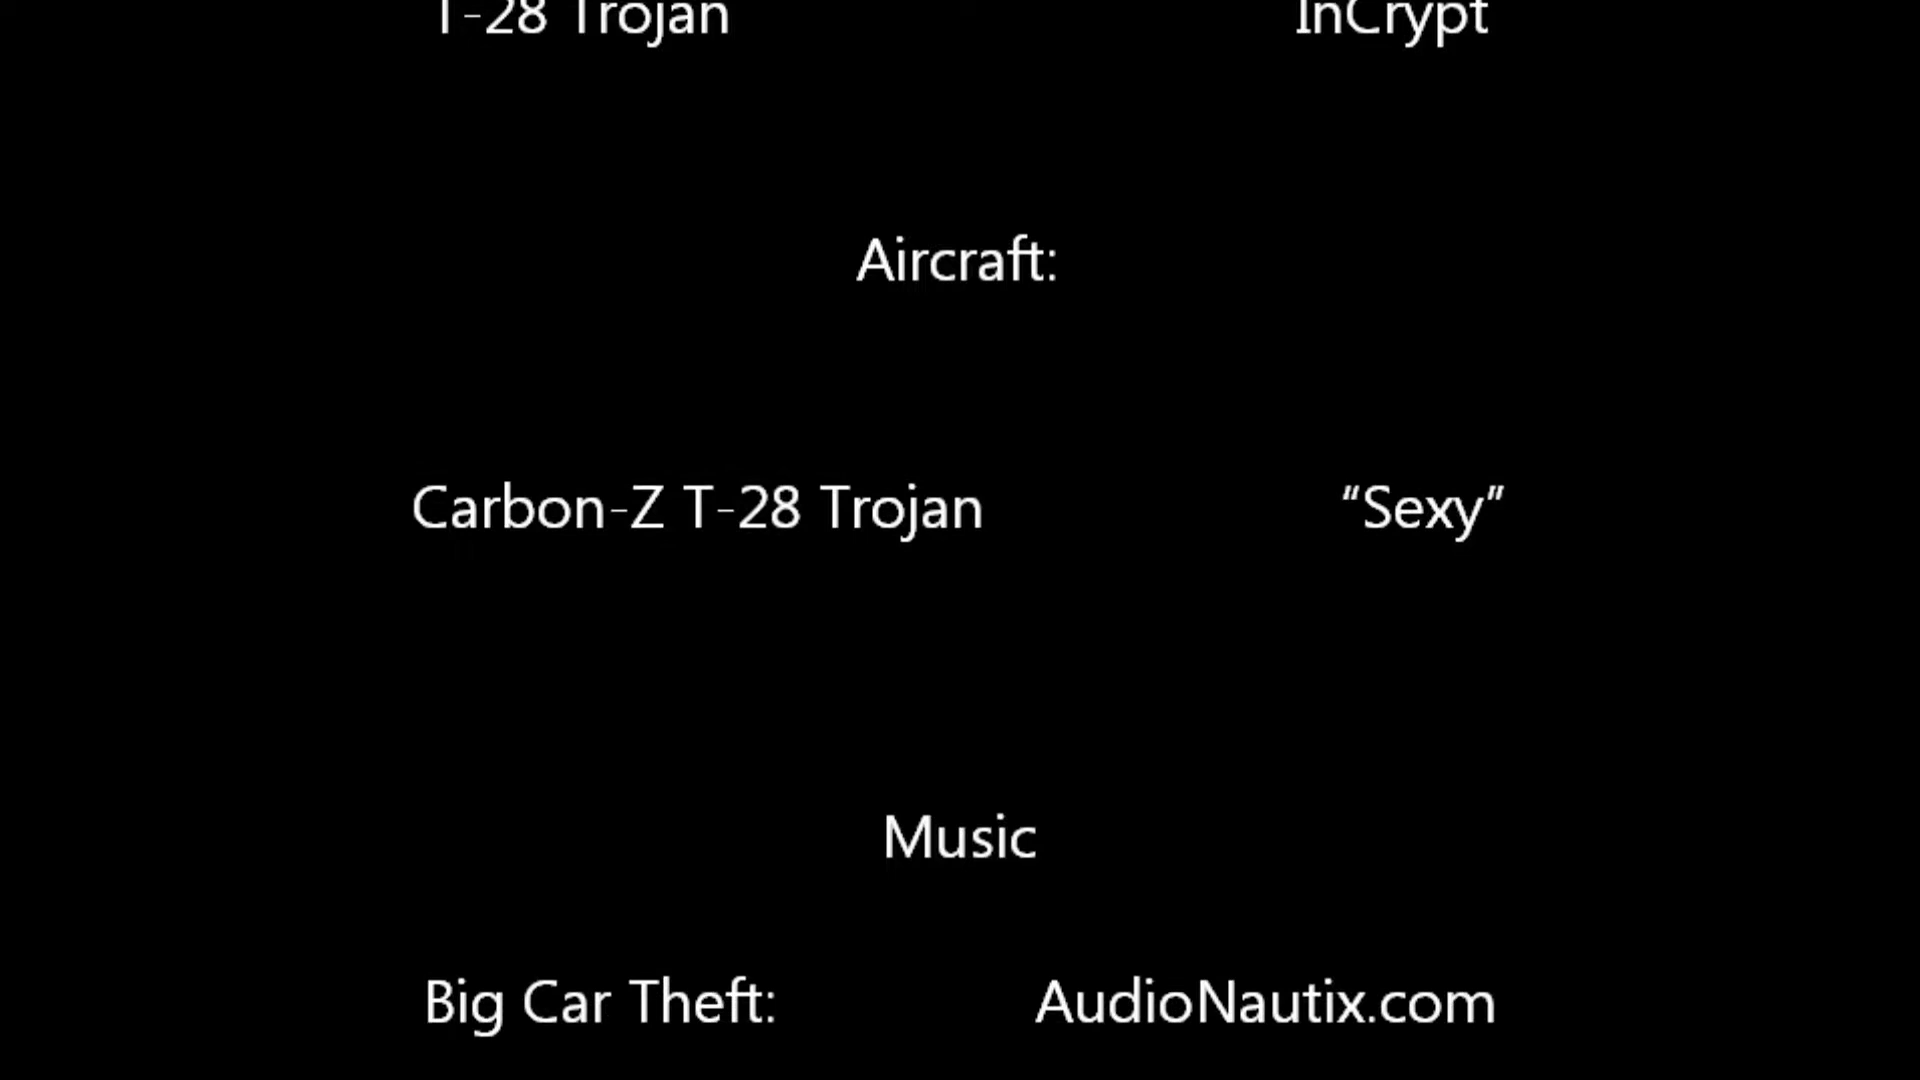 T-28 Trojan InCrypt
Aircraft:
Carbon-Z T-28 Trojan “Sexy”
Music
Big Car Theft: AudioNautix.com